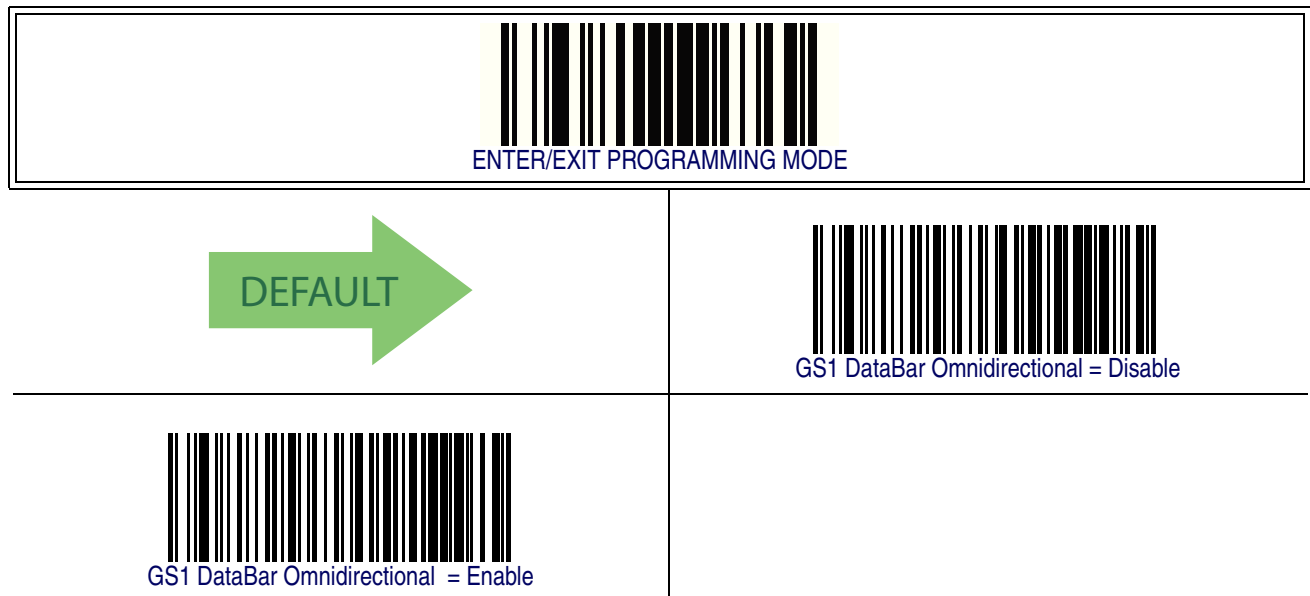 ENTER/EXIT PROGRAMMING MODE
DEFAULT
GS1 DataBar Omnidirectional = Disable
GS1 DataBar Omnidirectional = Enable